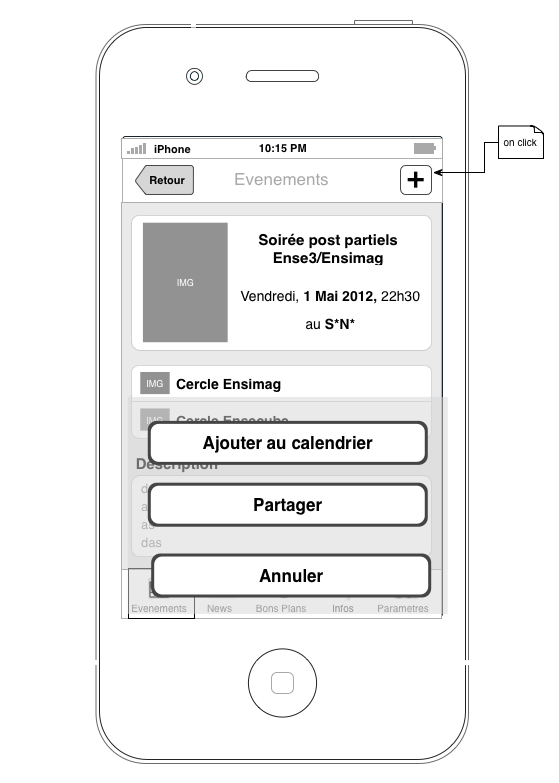 on click
iPhone
10:15 PM
Retour
Evenements
Soirée post partiels
Ense3/Ensimag
IMG
Vendredi, 1 Mai 2012, 22h30
au S*N*
IMG
Cercle Ensimag
IMG
Cercle Ensecube
Ajouter au calendrier
Description
Partager
das
Annuler
Evenements
News
Bons Plans
Infos
Parametres